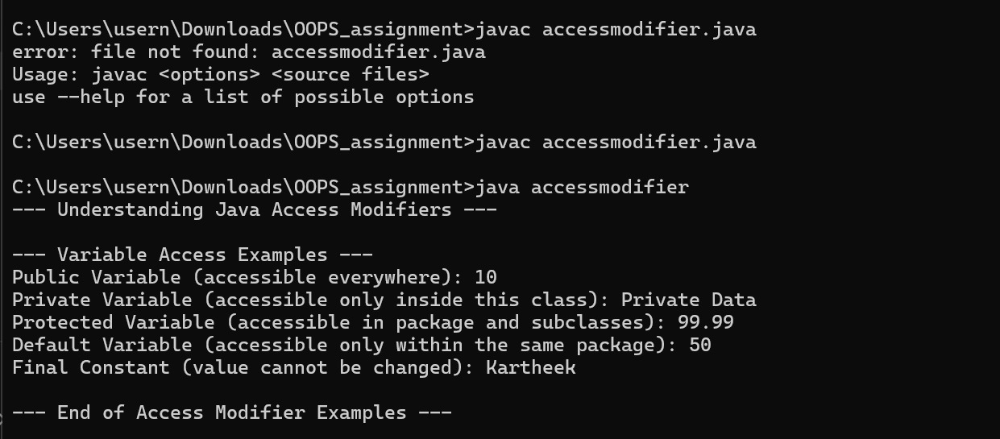 C:\Users\usern\Downloads\OOPS_assignment>javac accessmodifier.java
error: file not found: accessmodifier.java
Usage: javac <options> <source files>
use --help for a list of possible options
C:\Users\usern\Downloads\OOPS_assignment>javac accessmodifier.java
C:\Users\usern\Downloads\OOPS_assignment>java accessmodifier
--- Understanding Java Access Modifiers ---
--- Variable Access Examples ---
Public Variable (accessible everywhere): 10
Private Variable (accessible only inside this class): Private Data
Protected Variable (accessible in package and subclasses): 99.99
Default Variable (accessible only within the same package): 50
Final Constant (value cannot be changed): Kartheek
--- End of Access Modifier Examples ---